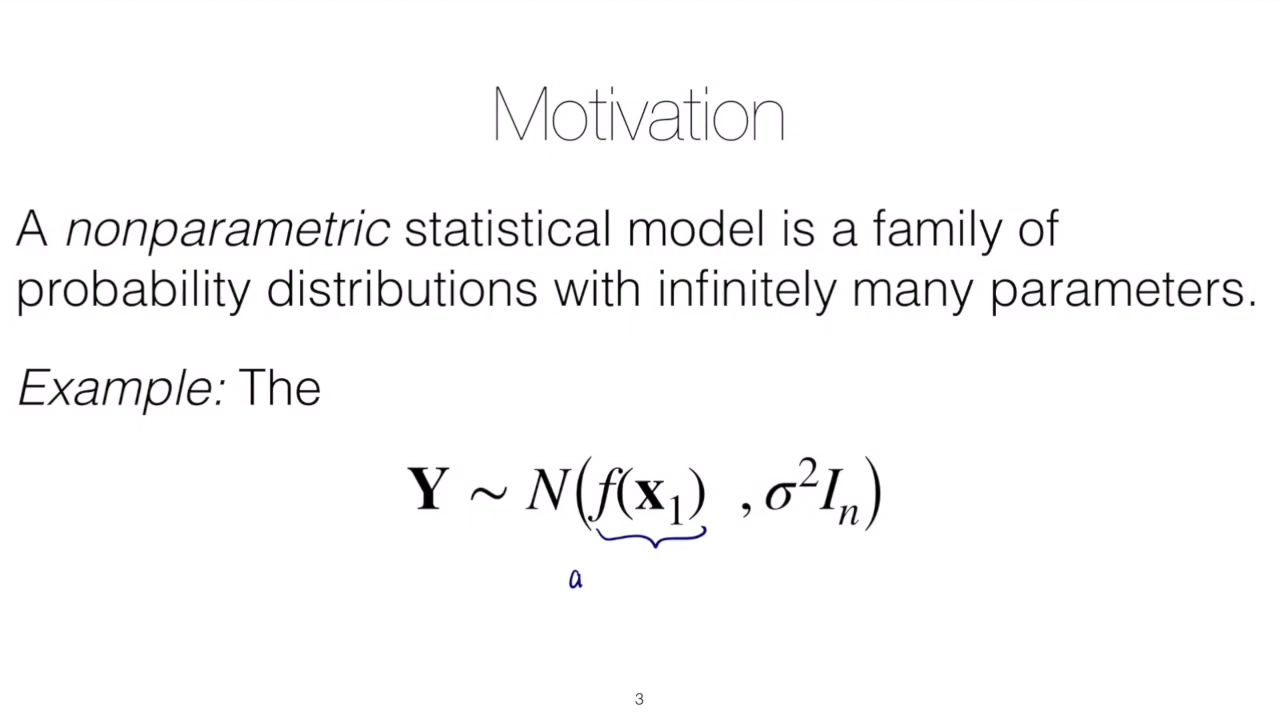 Motivation
A nonparametric statistical model is a family of
probability distributions with infinitely many parameters.
Example: The
Y ~ N(f(x₁) , σ²Iₙ)
a
3